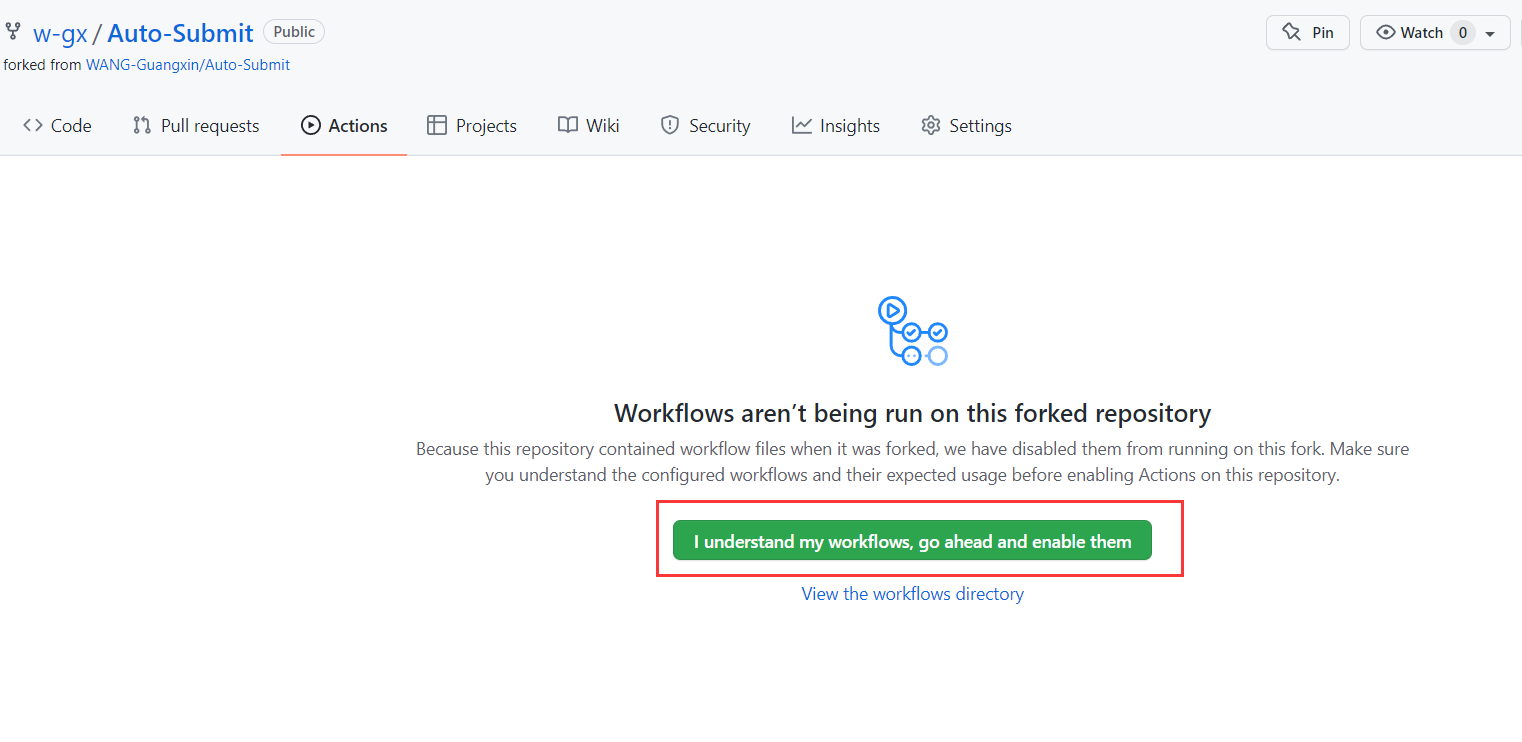 w-gx / Auto-Submit Public Pin Watch 0
forked from WANG-Guangxin/Auto-Submit
Code Pull requests Actions Projects Wiki Security Insights Settings
Workflows aren’t being run on this forked repository
Because this repository contained workflow files when it was forked, we have disabled them from running on this fork. Make sure
you understand the configured workflows and their expected usage before enabling Actions on this repository.
I understand my workflows, go ahead and enable them
View the workflows directory